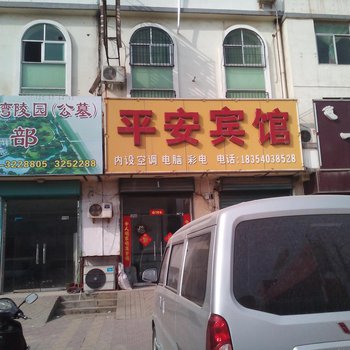 湾陵园(公墓)
部
3228805 3252288
平安宾馆
内设 空调 电脑 彩电 电话:18354038528